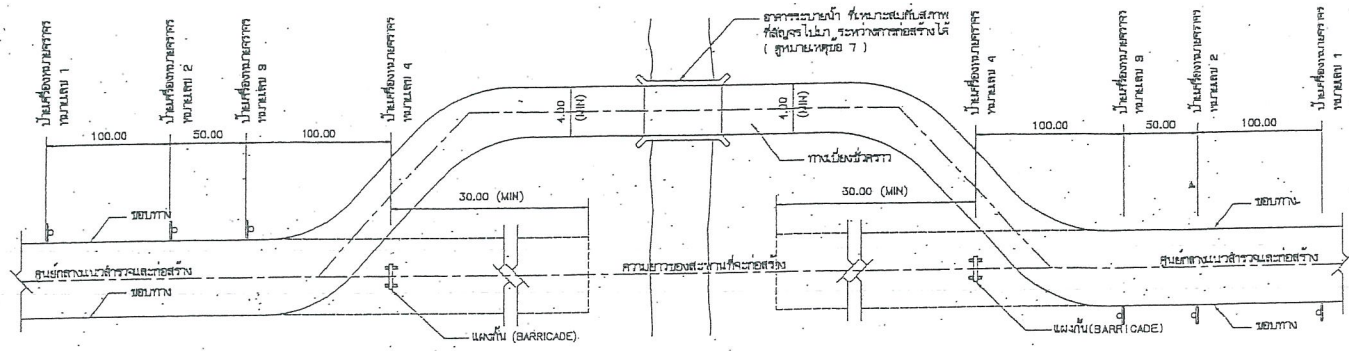 ป้ายเครื่องหมายจราจร
หมายเลข 1
ป้ายเครื่องหมายจราจร
หมายเลข 2
ป้ายเครื่องหมายจราจร
หมายเลข 3
ป้ายเครื่องหมายจราจร
หมายเลข 4
อาคารระบายน้ำ ที่เหมาะสมกับสภาพ
ที่สัญจรไปมา ระหว่างการก่อสร้างได้
( ดูหมายเหตุข้อ 7 )
ป้ายเครื่องหมายจราจร
หมายเลข 4
ป้ายเครื่องหมายจราจร
หมายเลข 3
ป้ายเครื่องหมายจราจร
หมายเลข 2
ป้ายเครื่องหมายจราจร
หมายเลข 1
100.00
50.00
100.00
4.00
(MIN)
4.00
(MIN)
100.00
50.00
100.00
ทางเบี่ยงชั่วคราว
30.00 (MIN)
30.00 (MIN)
ขอบทาง
ขอบทาง
ศูนย์กลางแนวสำรวจและก่อสร้าง
ความยาวของสะพานที่จะก่อสร้าง
ศูนย์กลางแนวสำรวจและก่อสร้าง
ขอบทาง
ขอบทาง
แผงกั้น (BARRICADE)
แผงกั้น(BARRICADE)